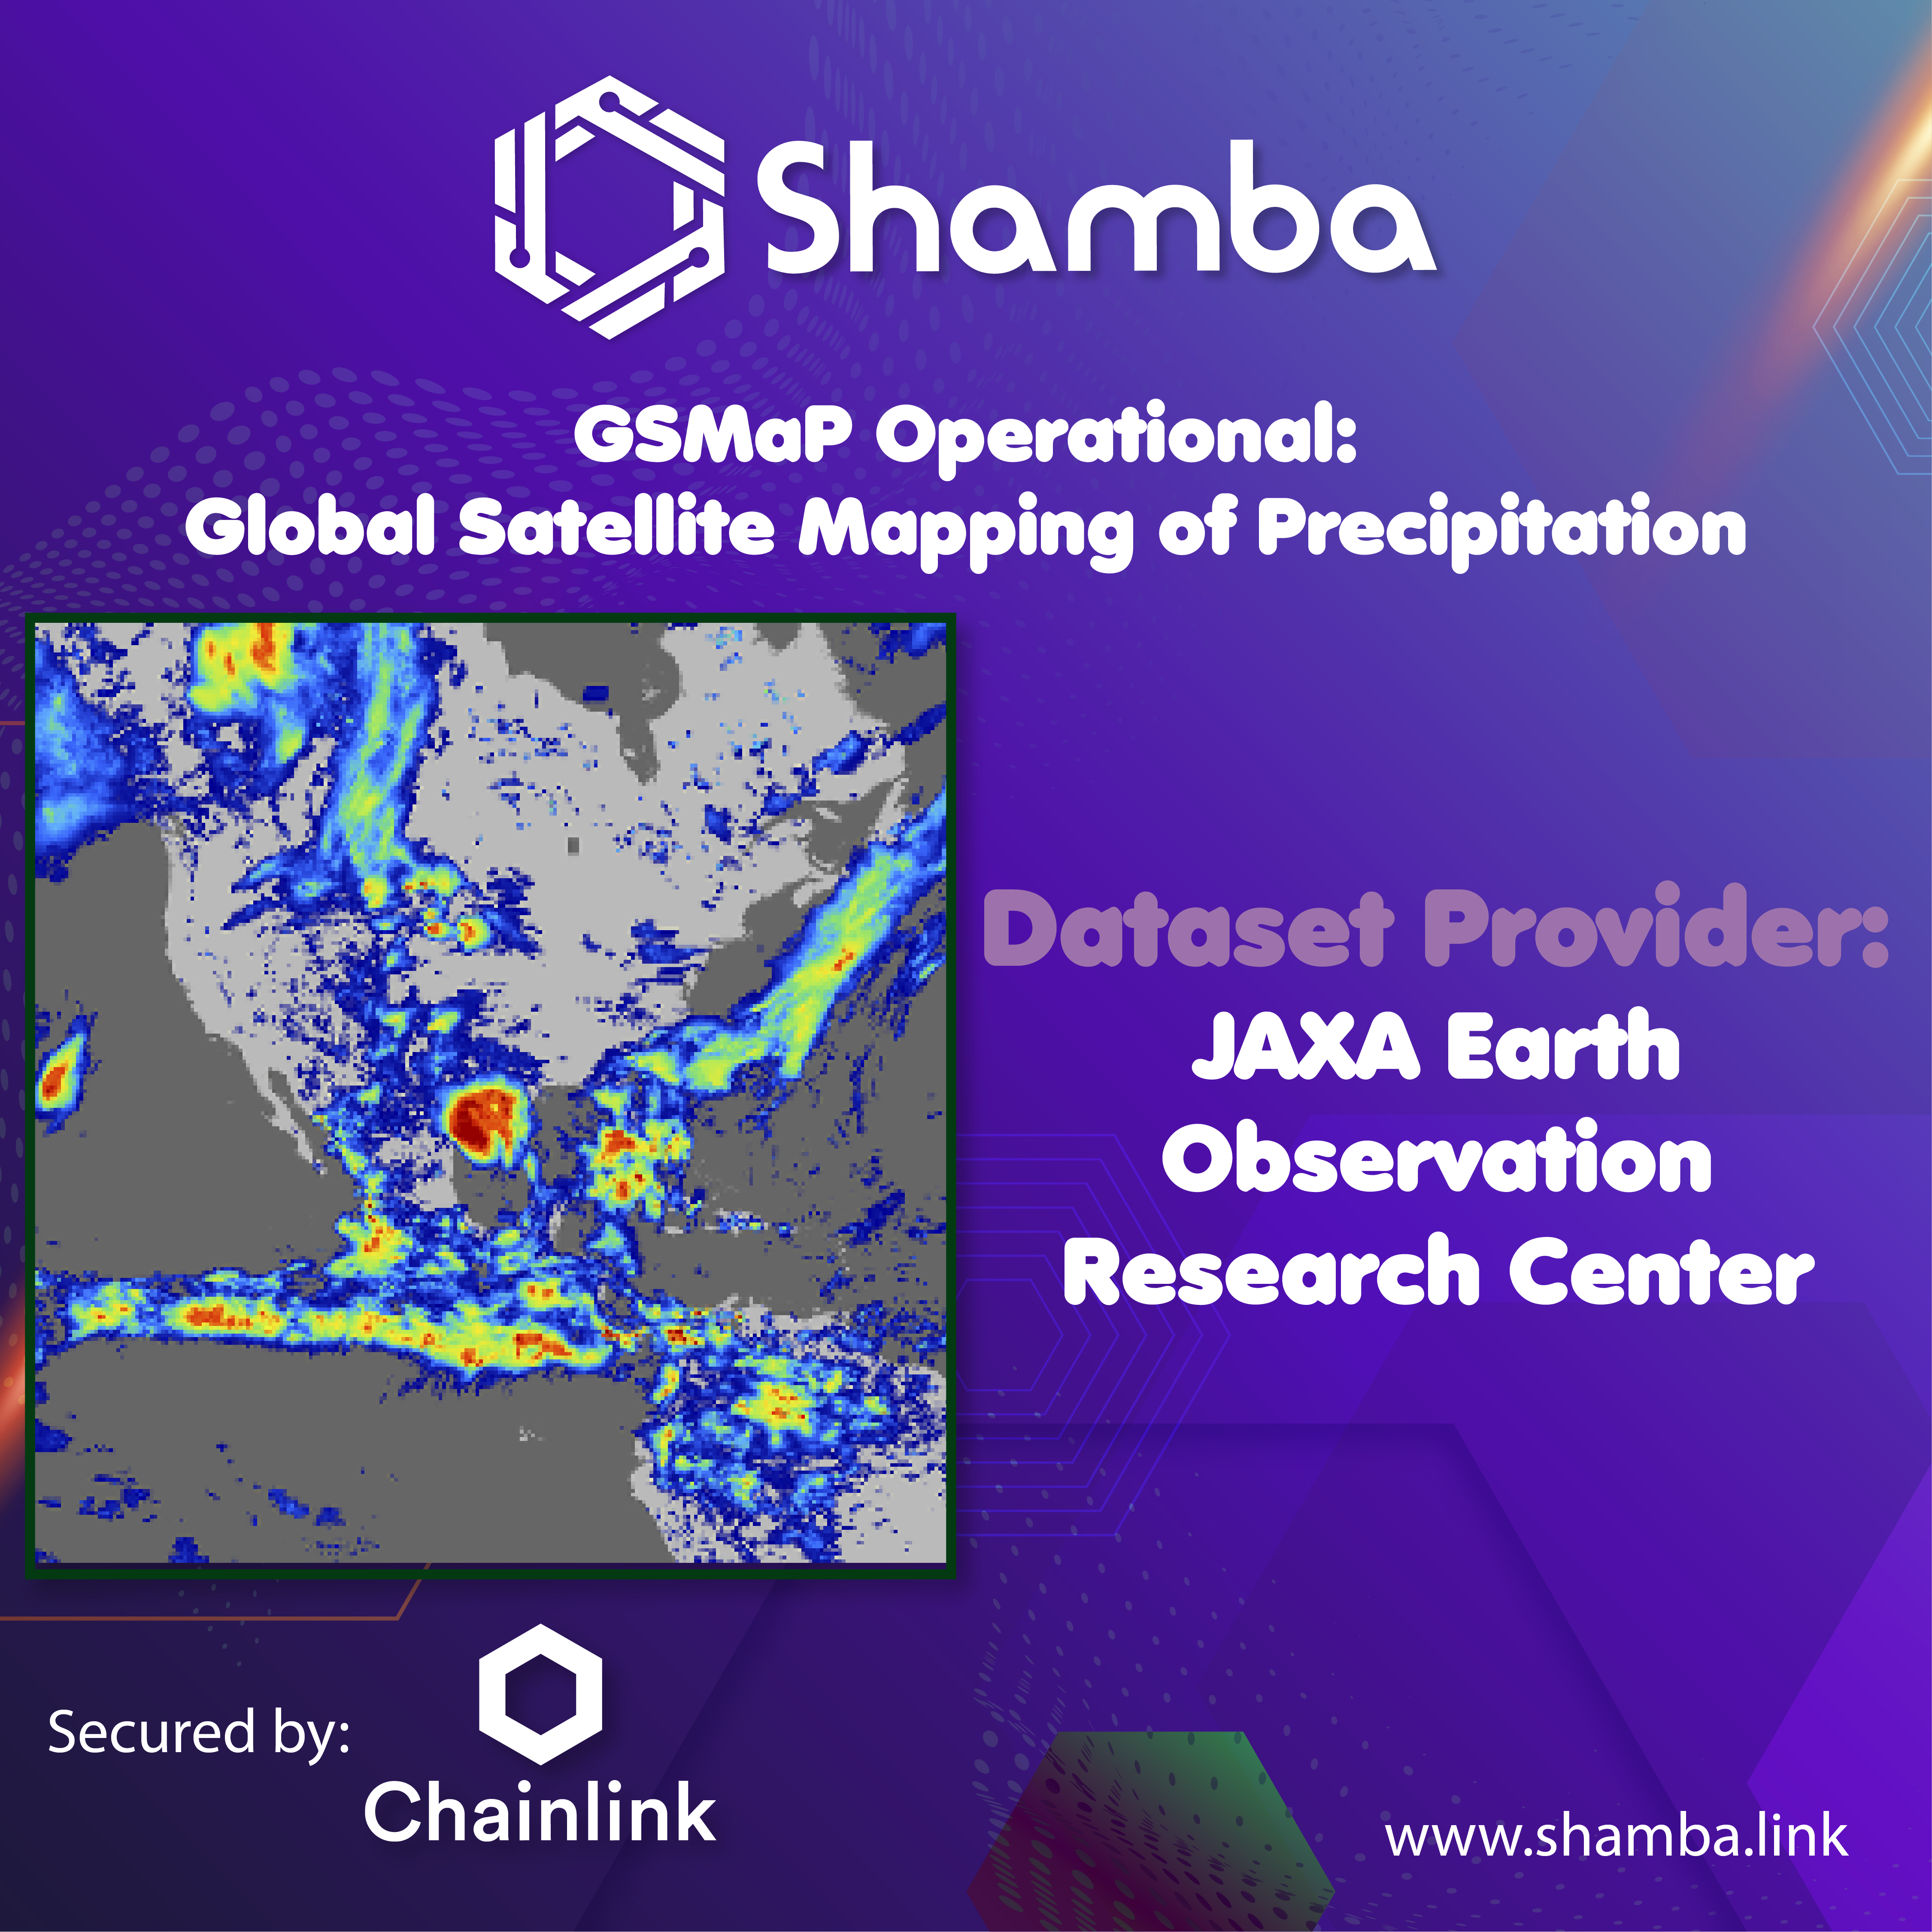 Shamba
GSMaP Operational:
Global Satellite Mapping of Precipitation
Dataset Provider:
JAXA Earth
Observation
Research Center
Secured by:
Chainlink
www.shamba.link